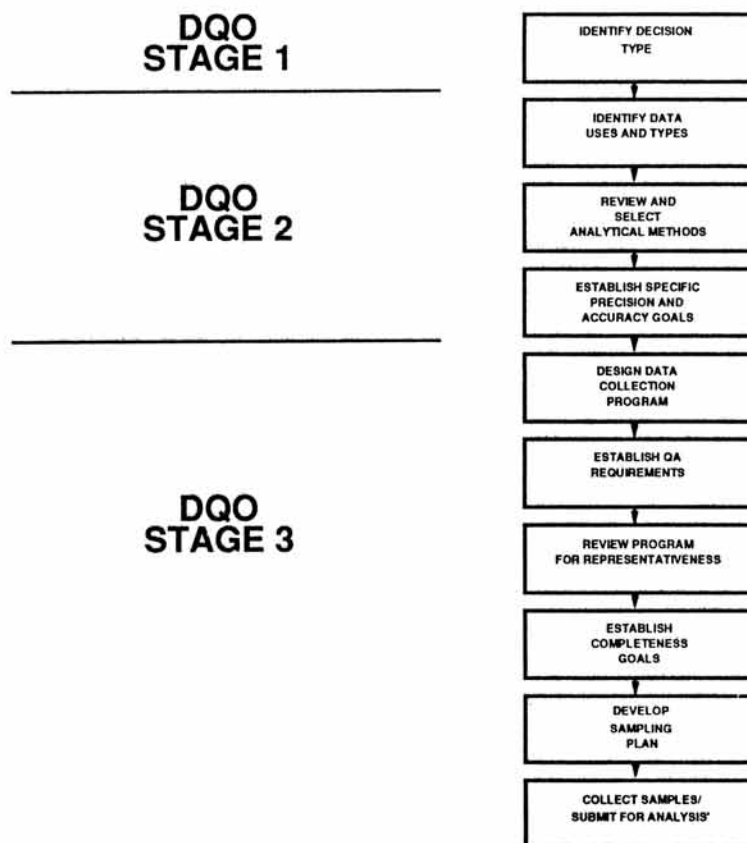 DQO
STAGE 1
IDENTIFY DECISION
TYPE
DQO
STAGE 2
IDENTIFY DATA
USES AND TYPES
REVIEW AND
SELECT
ANALYTICAL METHODS
ESTABLISH SPECIFIC
PRECISION AND
ACCURACY GOALS
DQO
STAGE 3
DESIGN DATA
COLLECTION
PROGRAM
ESTABLISH QA
REQUIREMENTS
REVIEW PROGRAM
FOR REPRESENTATIVENESS
ESTABLISH
COMPLETENESS
GOALS
DEVELOP
SAMPLING
PLAN
COLLECT SAMPLES/
SUBMIT FOR ANALYSIS'